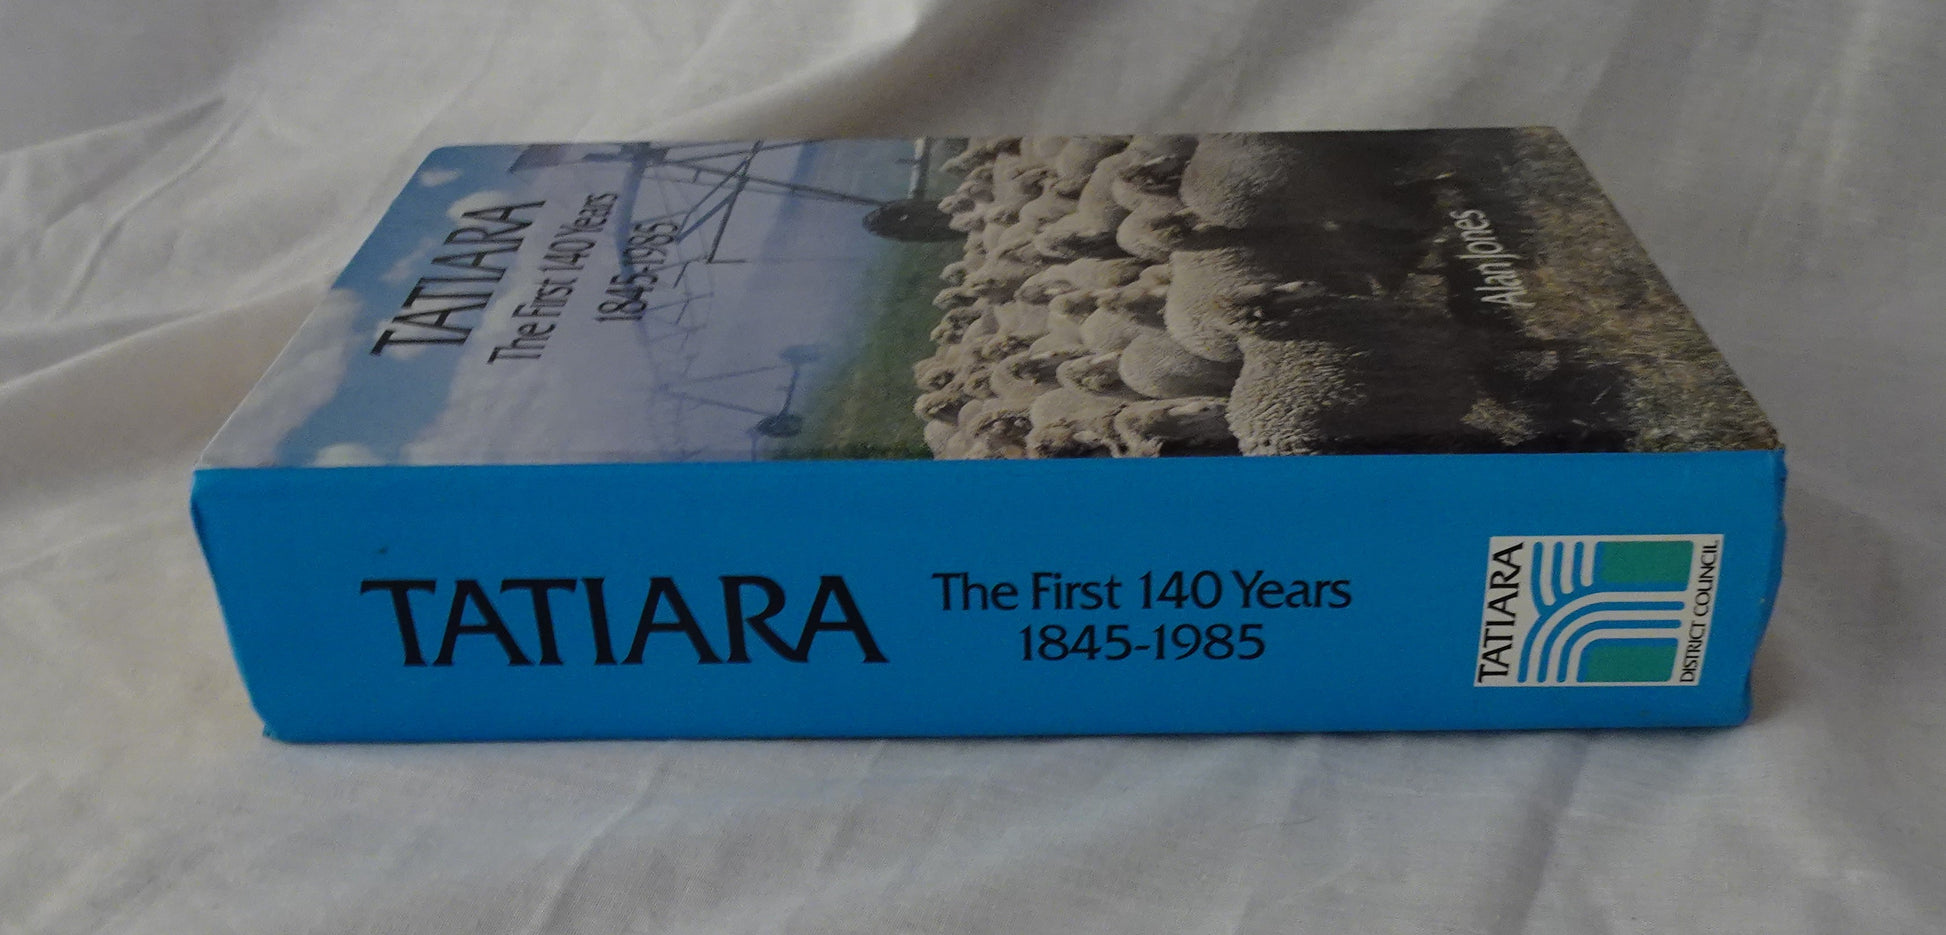 TATIARA
The First 140 Years
1845-1985
Alan Jones
TATIARA
The First 140 Years
1845-1985
TATIARA
DISTRICT COUNCIL